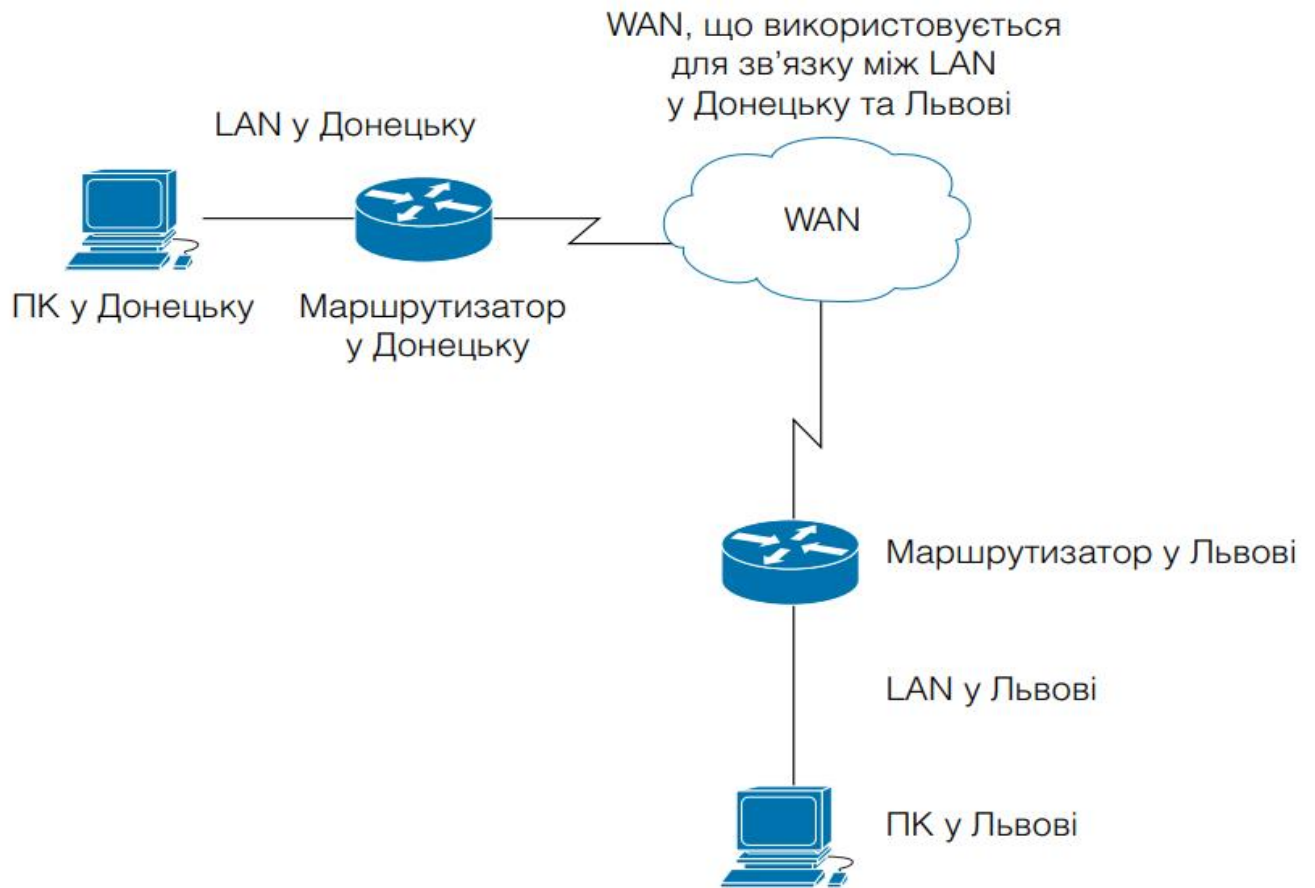 WAN, що використовується
для зв’язку між LAN
у Донецьку та Львові
LAN у Донецьку
WAN
ПК у Донецьку
Маршрутизатор
у Донецьку
Маршрутизатор у Львові
LAN у Львові
ПК у Львові